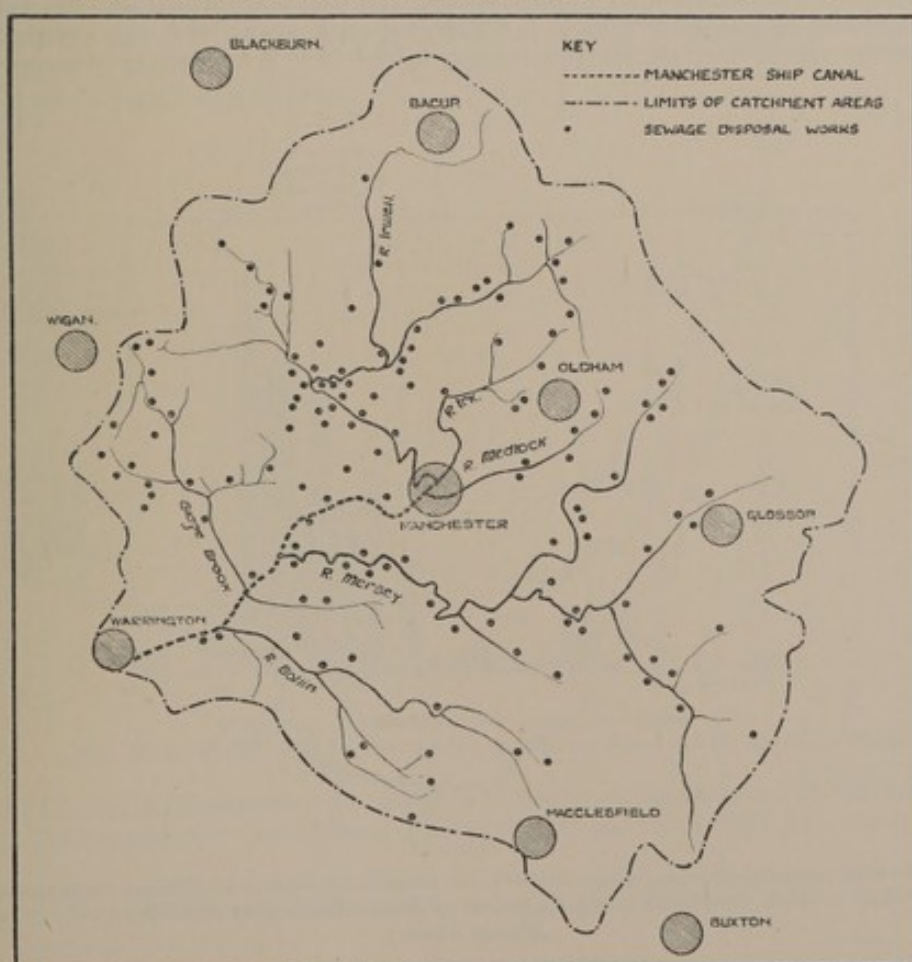 BLACKBURN.
KEY
MANCHESTER SHIP CANAL
LIMITS OF CATCHMENT AREAS
SEWAGE DISPOSAL WORKS
BACUP.
R. Irwell
WIGAN.
OLDHAM
R. Irk.
R. Medlock
MANCHESTER
GLOSSOP
Glaze Brook
R. Mersey
WARRINGTON
R. Bollin
MACCLESFIELD
BUXTON